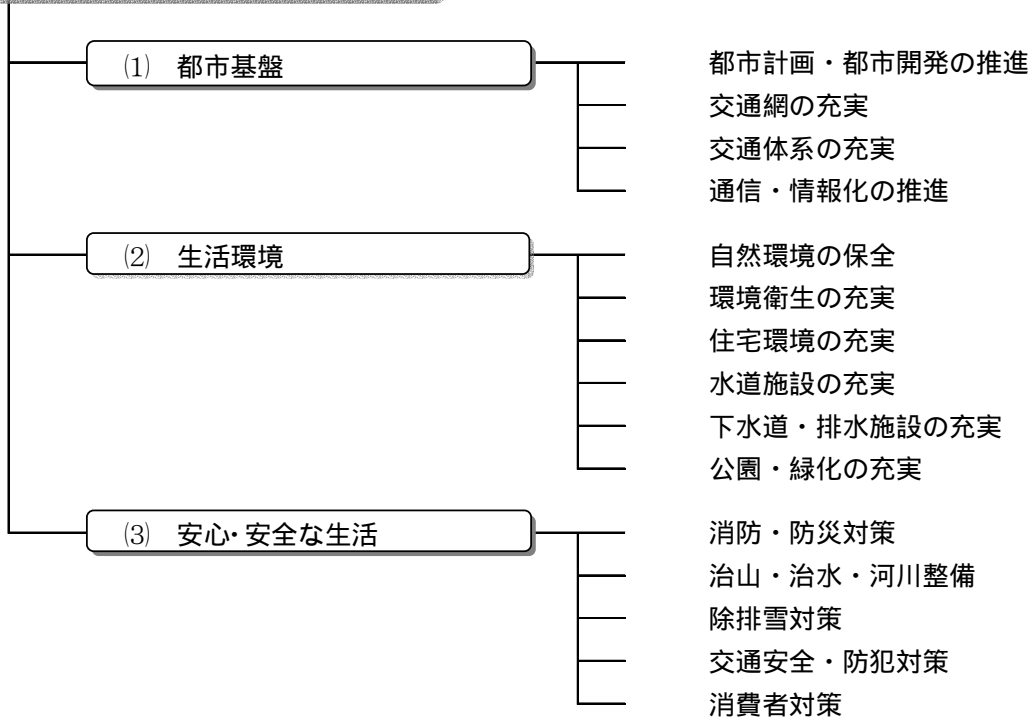 ⑴ 都市基盤
都市計画・都市開発の推進
交通網の充実
交通体系の充実
通信・情報化の推進
⑵ 生活環境
自然環境の保全
環境衛生の充実
住宅環境の充実
水道施設の充実
下水道・排水施設の充実
公園・緑化の充実
⑶ 安心・安全な生活
消防・防災対策
治山・治水・河川整備
除排雪対策
交通安全・防犯対策
消費者対策